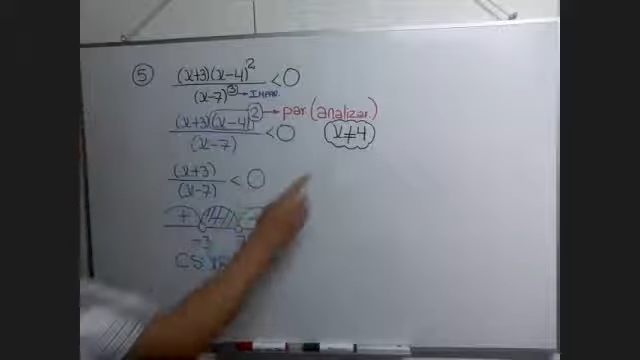 ⑤ (x+3)(x-4)²/(x-7)③ < 0 → IMPAR
(x+3)(x-4)²/(x-7) < 0 → par (analizar) x≠4
(x+3)/(x-7) < 0
+ - +
-3 7
CS